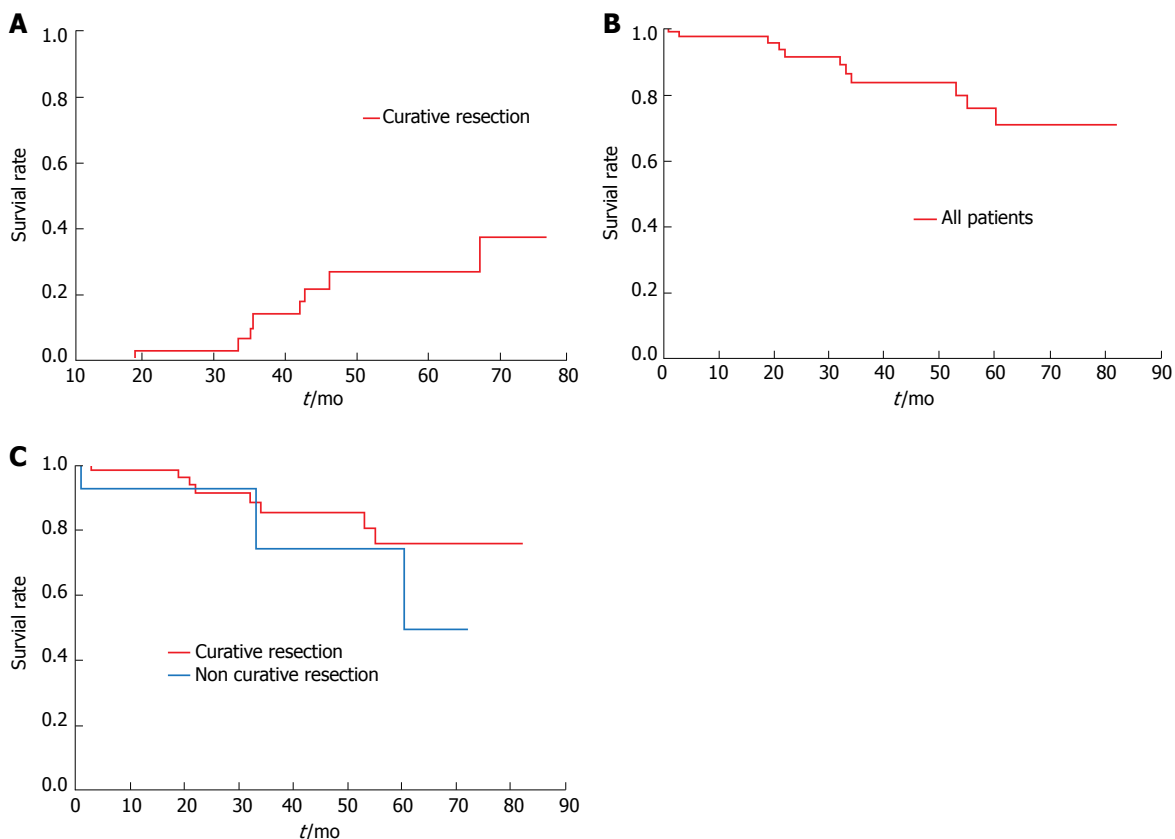 A
1.0
0.8
0.6
0.4
0.2
0.0
Survial rate
Curative resection
10 20 30 40 50 60 70 80
t/mo
B
1.0
0.8
0.6
0.4
0.2
0.0
Survial rate
All patients
0 10 20 30 40 50 60 70 80 90
t/mo
C
1.0
0.8
0.6
0.4
0.2
0.0
Survial rate
Curative resection
Non curative resection
0 10 20 30 40 50 60 70 80 90
t/mo